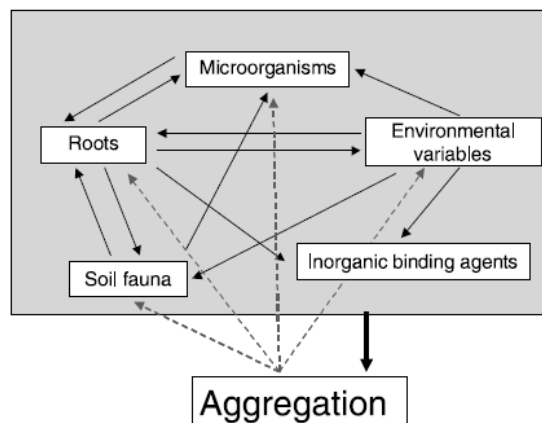 Microorganisms
Roots
Environmental
variables
Soil fauna
Inorganic binding agents
Aggregation